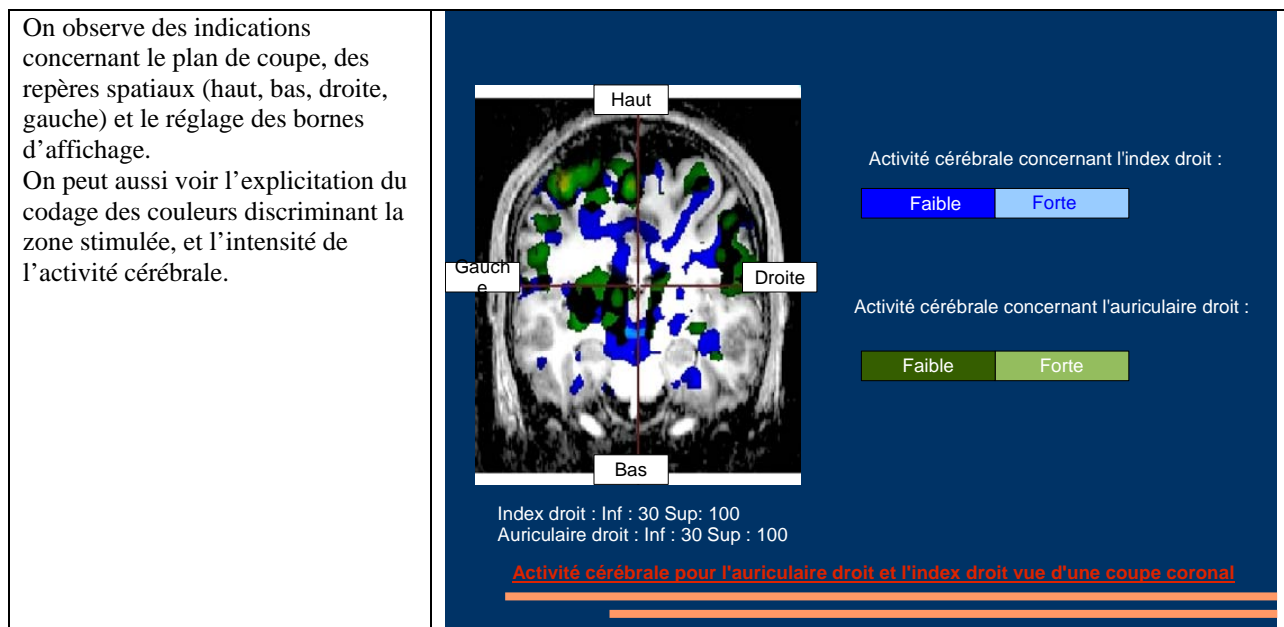 On observe des indications
concernant le plan de coupe, des
repères spatiaux (haut, bas, droite,
gauche) et le réglage des bornes
d’affichage.
On peut aussi voir l’explicitation du
codage des couleurs discriminant la
zone stimulée, et l’intensité de
l’activité cérébrale.
Haut
Gauch
e
Droite
Bas
Activité cérébrale concernant l'index droit :
Faible Forte
Activité cérébrale concernant l'auriculaire droit :
Faible Forte
Index droit : Inf : 30 Sup: 100
Auriculaire droit : Inf : 30 Sup : 100
Activité cérébrale pour l'auriculaire droit et l'index droit vue d'une coupe coronal